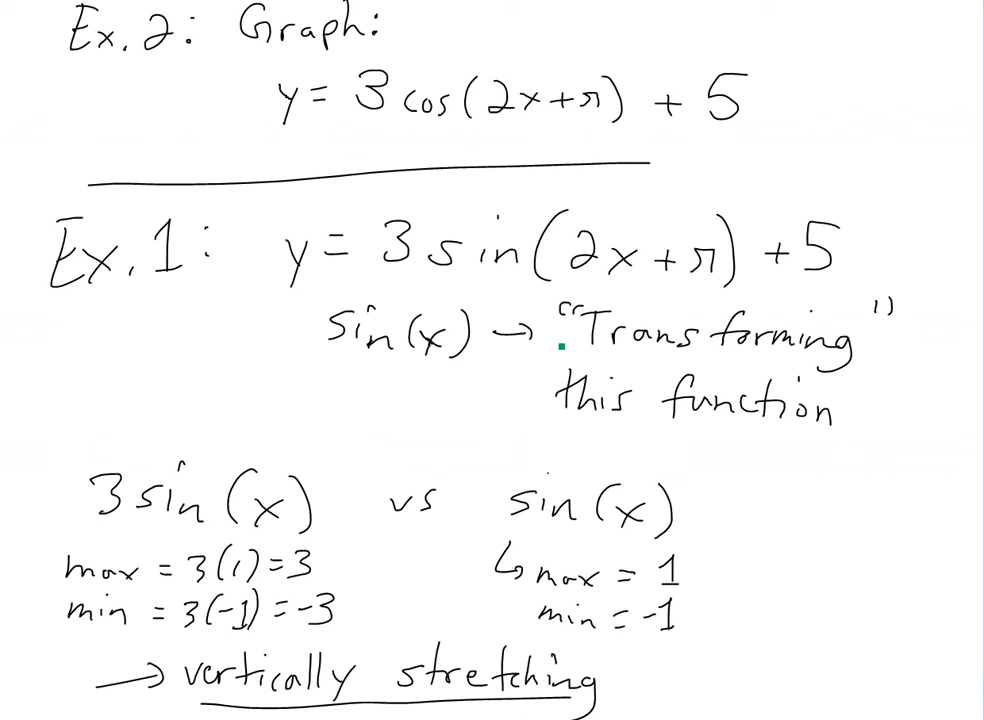 Ex. 2: Graph:
y = 3 cos(2x+π) + 5
Ex. 1: y = 3 sin(2x+π) +5
sin(x) → "Transforming"
this function
3 sin(x) vs sin(x)
max = 3(1)=3 ↳ max = 1
min = 3(-1)=-3 min = -1
→ vertically stretching